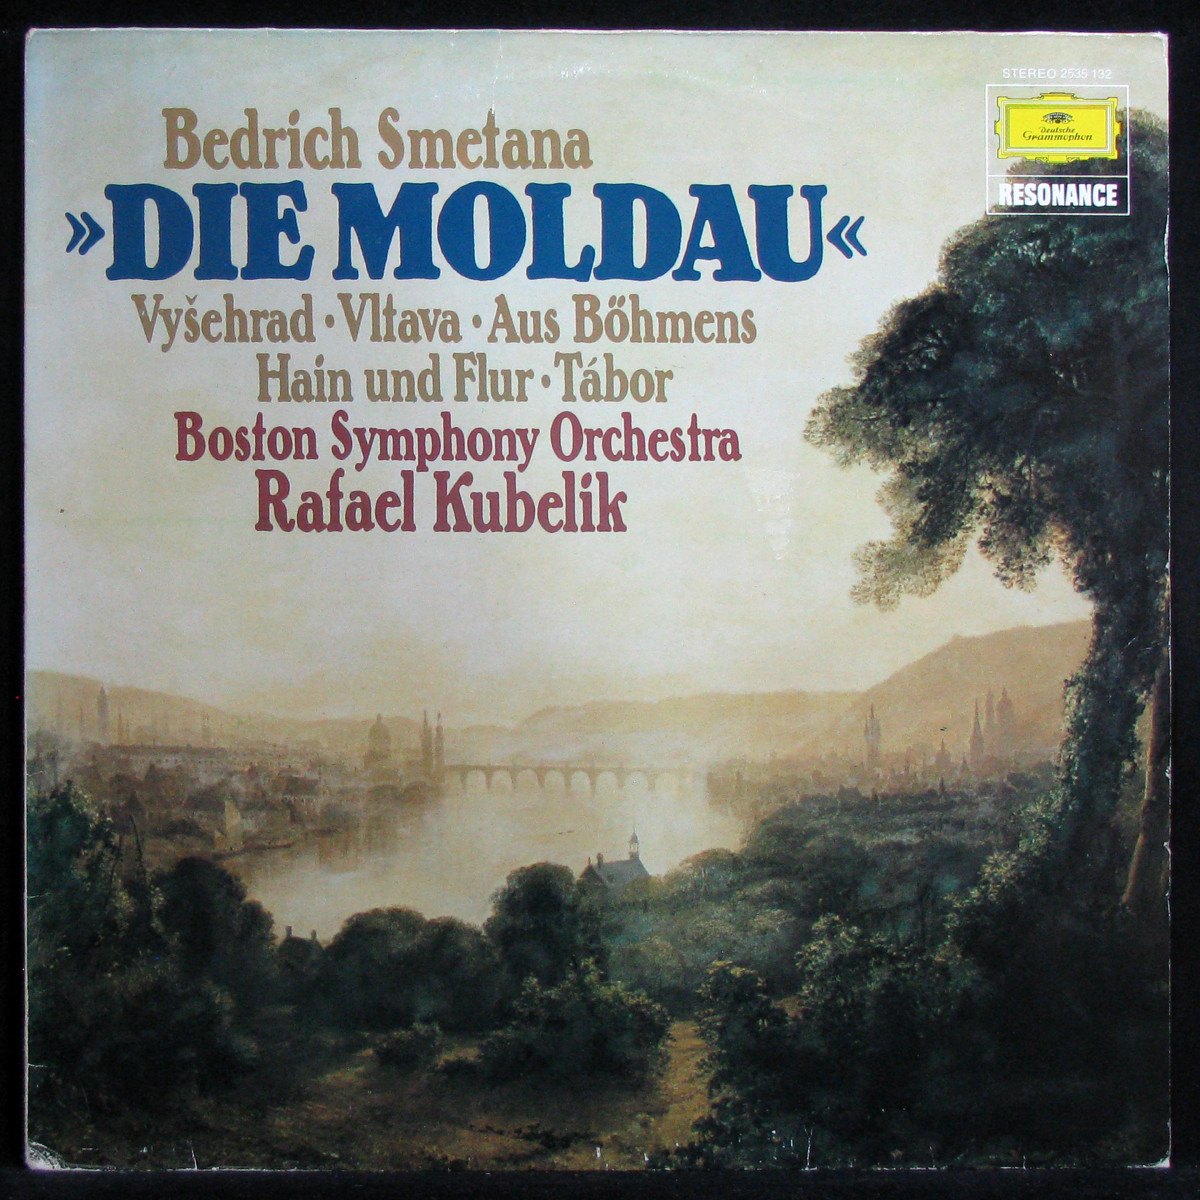 STEREO 2535 132
Deutsche
Grammophon
RESONANCE
Bedrich Smetana
»DIE MOLDAU«
Vyšehrad · Vltava · Aus Böhmens
Hain und Flur · Tábor
Boston Symphony Orchestra
Rafael Kubelik